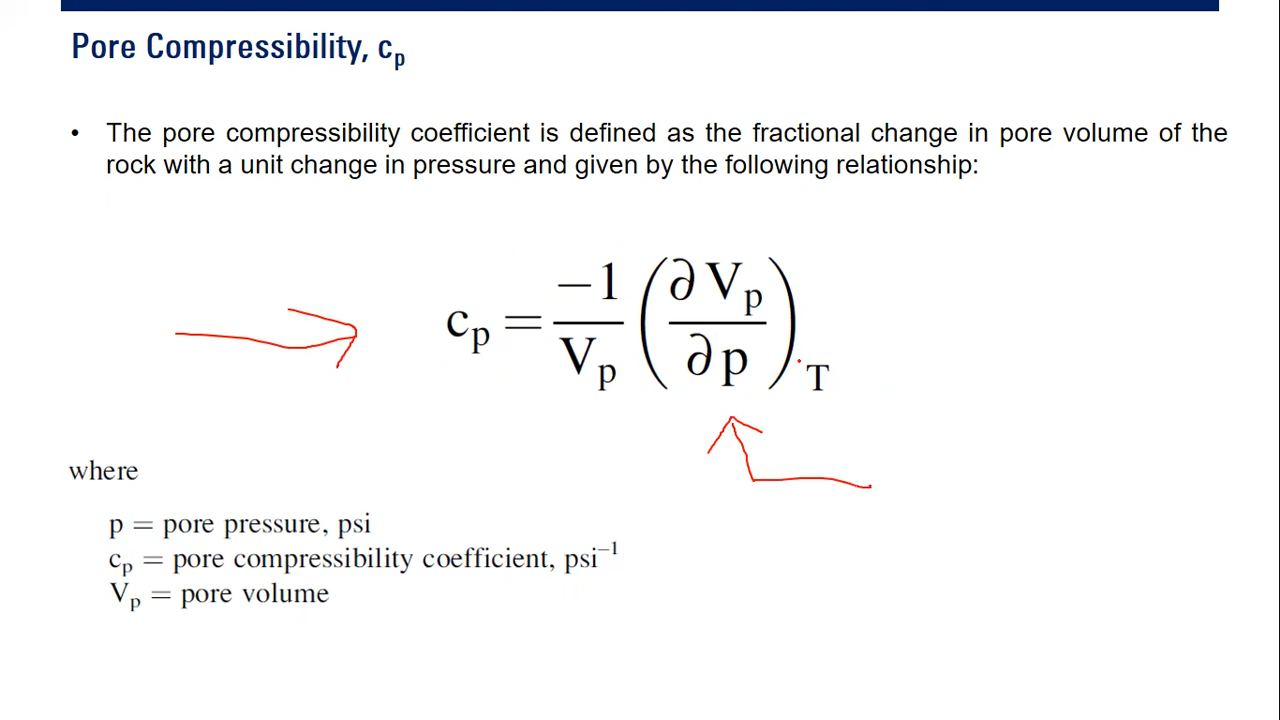 Pore Compressibility, cₚ
• The pore compressibility coefficient is defined as the fractional change in pore volume of the
rock with a unit change in pressure and given by the following relationship:
cₚ = −1/Vₚ (∂Vₚ/∂p)_T
where
p = pore pressure, psi
cₚ = pore compressibility coefficient, psi⁻¹
Vₚ = pore volume